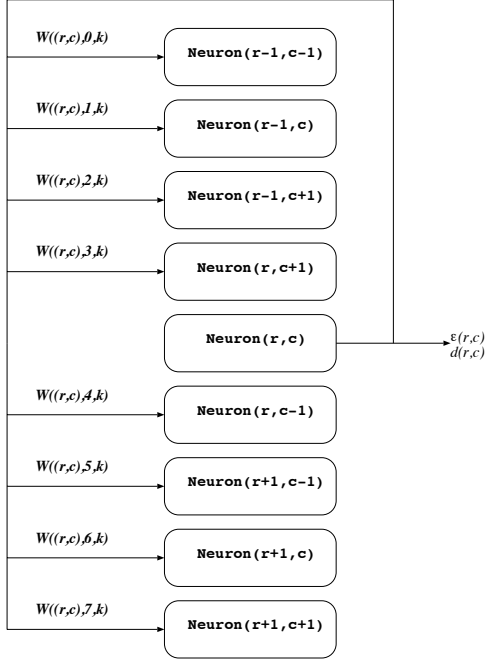 W((r,c),0,k)
Neuron(r-1,c-1)
W((r,c),1,k)
Neuron(r-1,c)
W((r,c),2,k)
Neuron(r-1,c+1)
W((r,c),3,k)
Neuron(r,c+1)
Neuron(r,c)
ε(r,c)
d(r,c)
W((r,c),4,k)
Neuron(r,c-1)
W((r,c),5,k)
Neuron(r+1,c-1)
W((r,c),6,k)
Neuron(r+1,c)
W((r,c),7,k)
Neuron(r+1,c+1)